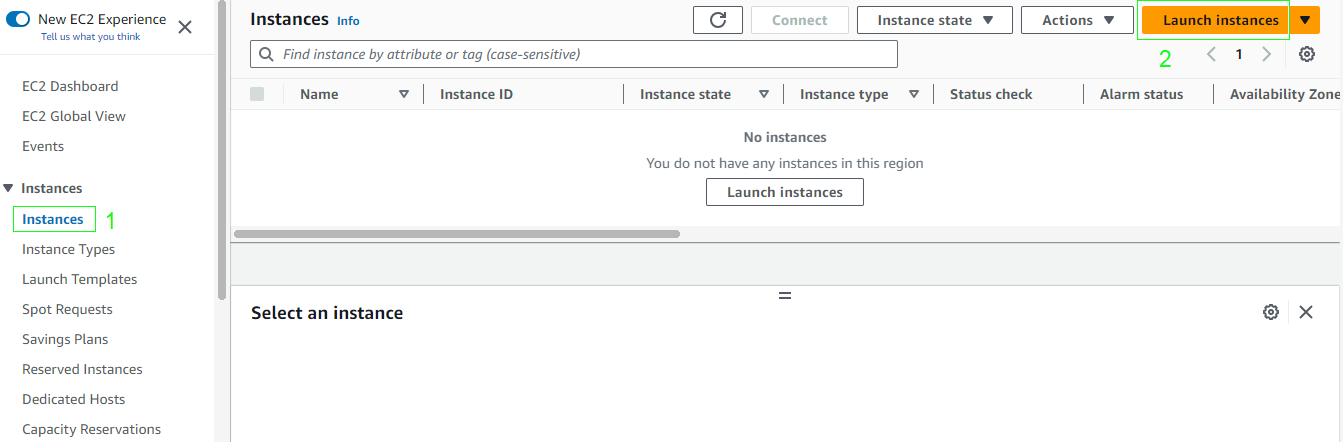 New EC2 Experience
Tell us what you think
EC2 Dashboard
EC2 Global View
Events
Instances
Instances 1
Instance Types
Launch Templates
Spot Requests
Savings Plans
Reserved Instances
Dedicated Hosts
Capacity Reservations
Instances Info
Connect Instance state Actions Launch instances
Find instance by attribute or tag (case-sensitive)
2 1
Name Instance ID Instance state Instance type Status check Alarm status Availability Zone
No instances
You do not have any instances in this region
Launch instances
Select an instance